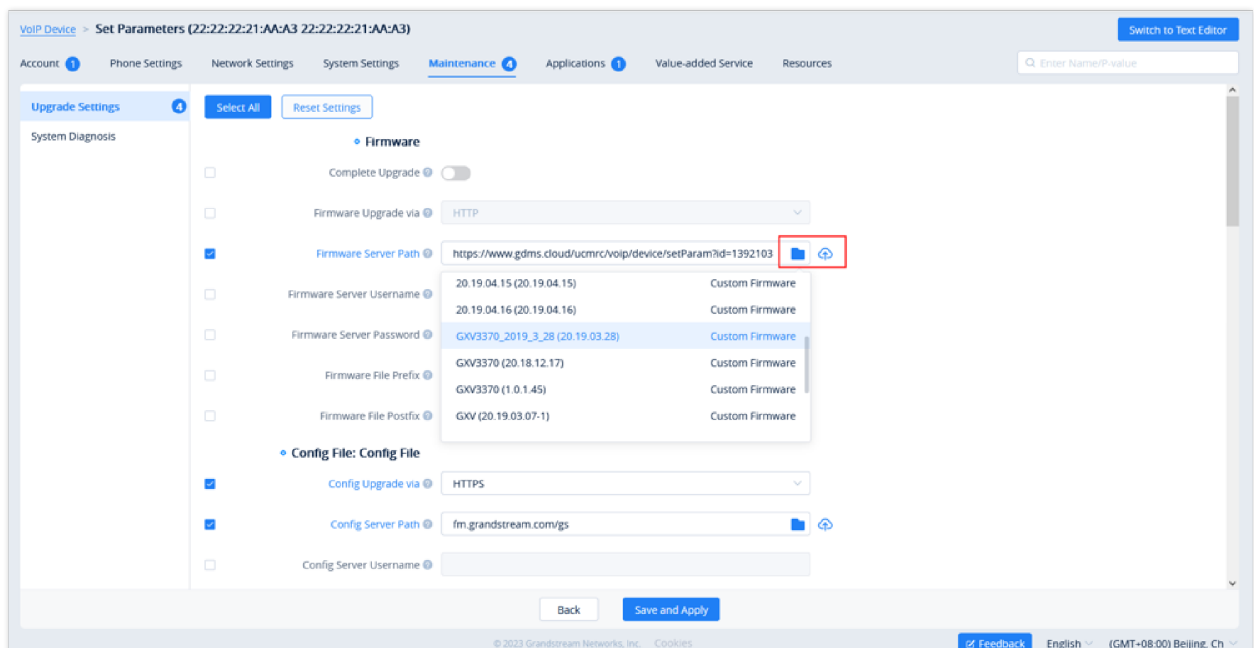 VoIP Device > Set Parameters (22:22:22:21:AA:A3 22:22:22:21:AA:A3)
Switch to Text Editor
Account 1 Phone Settings Network Settings System Settings Maintenance 4 Applications 1 Value-added Service Resources
Enter Name/P-value
Upgrade Settings 4
System Diagnosis
Select All Reset Settings
Firmware
Complete Upgrade
Firmware Upgrade via HTTP
Firmware Server Path https://www.gdms.cloud/ucmrc/voip/device/setParam?id=1392103
20.19.04.15 (20.19.04.15) Custom Firmware
Firmware Server Username
20.19.04.16 (20.19.04.16) Custom Firmware
Firmware Server Password GXV3370_2019_3_28 (20.19.03.28) Custom Firmware
GXV3370 (20.18.12.17) Custom Firmware
Firmware File Prefix
GXV3370 (1.0.1.45) Custom Firmware
Firmware File Postfix GXV (20.19.03.07-1) Custom Firmware
Config File: Config File
Config Upgrade via HTTPS
Config Server Path fm.grandstream.com/gs
Config Server Username
Back Save and Apply
© 2023 Grandstream Networks, Inc. Cookies
Feedback English (GMT+08:00) Beijing, Ch